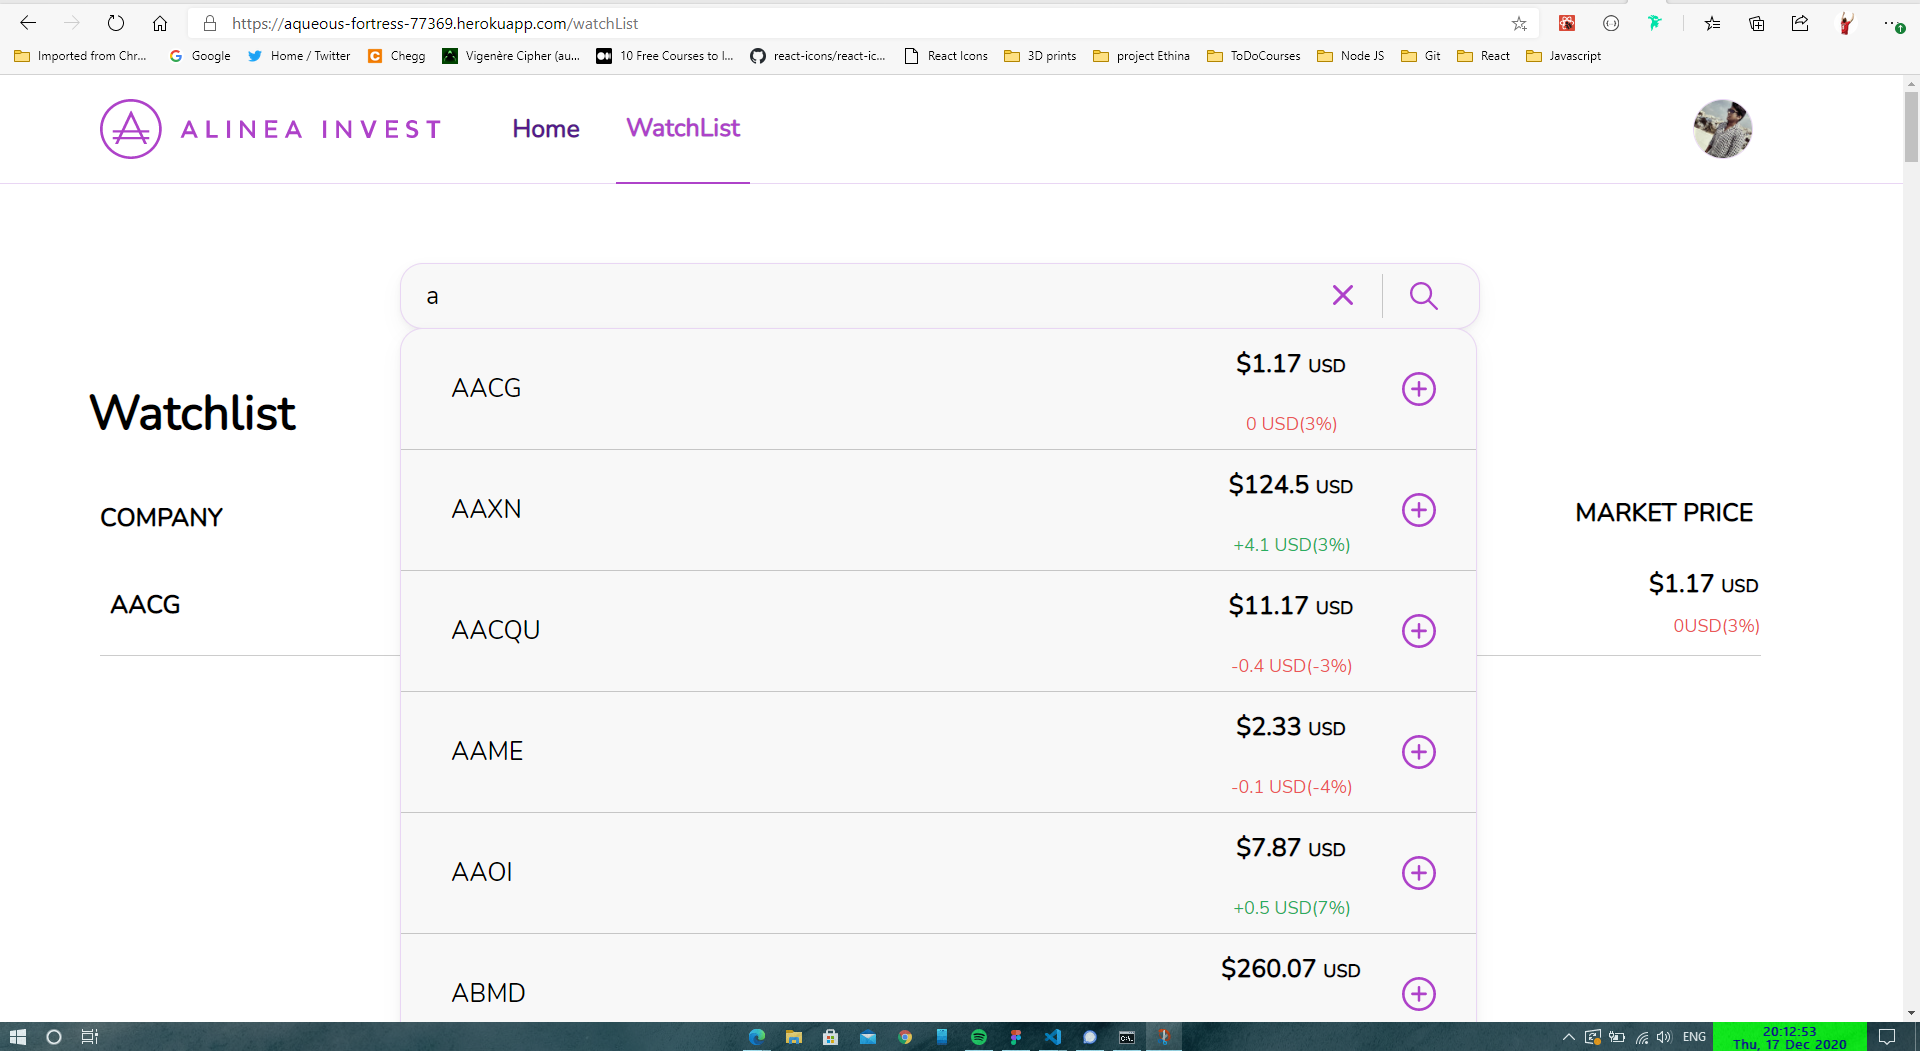 https://aqueous-fortress-77369.herokuapp.com/watchList
Imported from Chr...
Google
Home / Twitter
Chegg
Vigenère Cipher (au...
10 Free Courses to l...
react-icons/react-ic...
React Icons
3D prints
project Ethina
ToDoCourses
Node JS
Git
React
Javascript
ALINEA INVEST
Home
WatchList
a
Watchlist
COMPANY
MARKET PRICE
AACG
$1.17 USD
0USD(3%)
AACG
$1.17 USD
0 USD(3%)
AAXN
$124.5 USD
+4.1 USD(3%)
AACQU
$11.17 USD
-0.4 USD(-3%)
AAME
$2.33 USD
-0.1 USD(-4%)
AAOI
$7.87 USD
+0.5 USD(7%)
ABMD
$260.07 USD
ENG
20:12:53
Thu, 17 Dec 2020